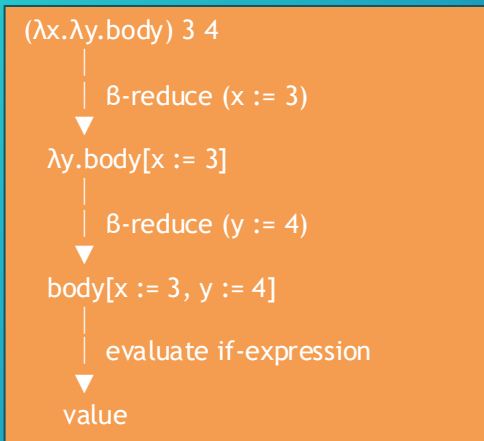 (λx.λy.body) 3 4
β-reduce (x := 3)
λy.body[x := 3]
β-reduce (y := 4)
body[x := 3, y := 4]
evaluate if-expression
value